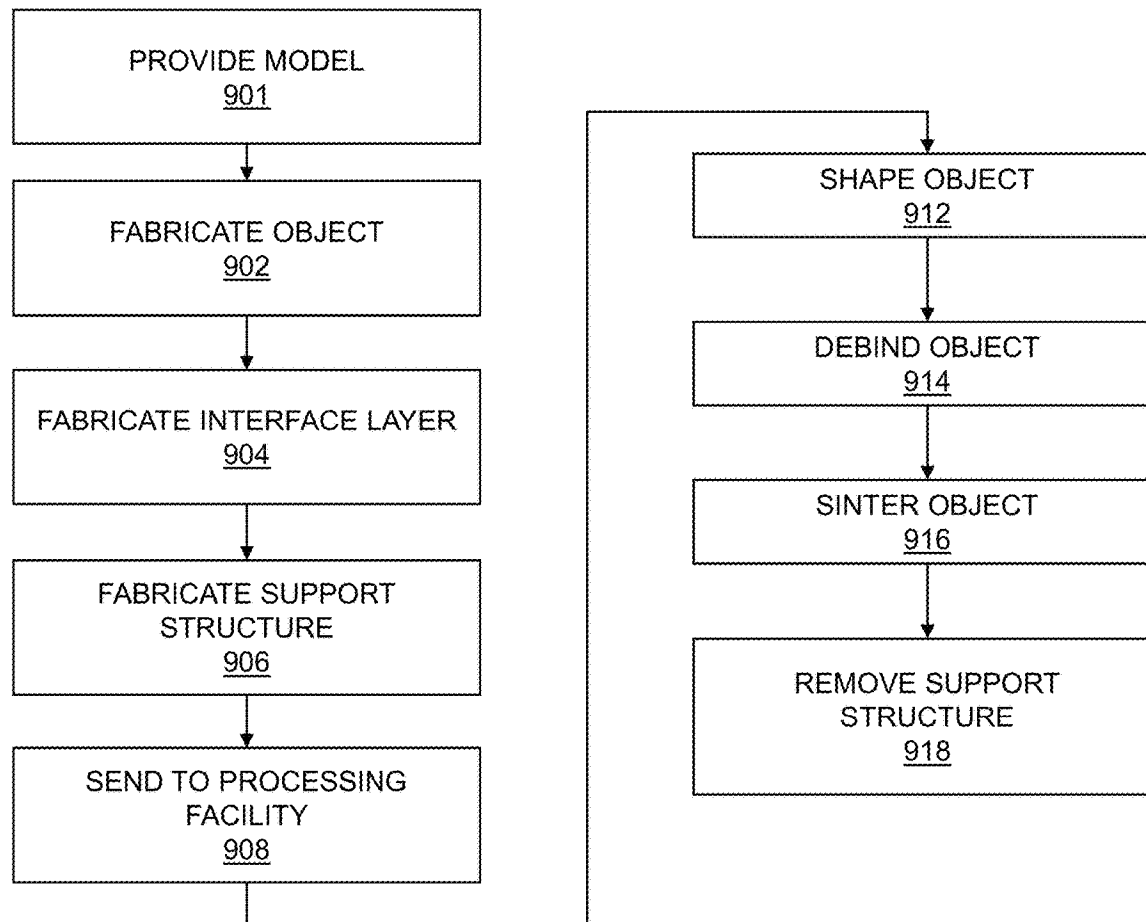 PROVIDE MODEL
901
FABRICATE OBJECT
902
FABRICATE INTERFACE LAYER
904
FABRICATE SUPPORT
STRUCTURE
906
SEND TO PROCESSING
FACILITY
908
SHAPE OBJECT
912
DEBIND OBJECT
914
SINTER OBJECT
916
REMOVE SUPPORT
STRUCTURE
918